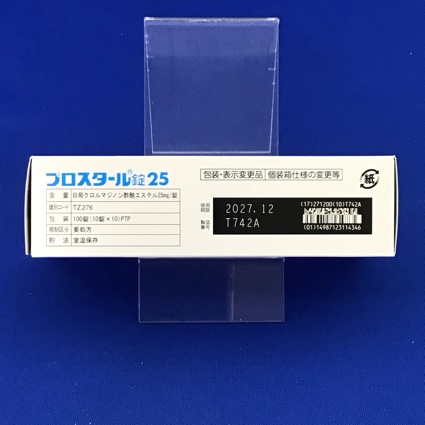 プロスタール®錠25
含 量 日局クロルマジノン酢酸エステル25mg/錠
識別コード TZ276
包 装 100錠(10錠×10)PTP
規制区分 要処方
貯 法 室温保存
包装・表示変更品 個装箱仕様の変更等
紙
使用期限 2027.12
製造番号 T742A
(17)271200(10)T742A
(01)14987123114346